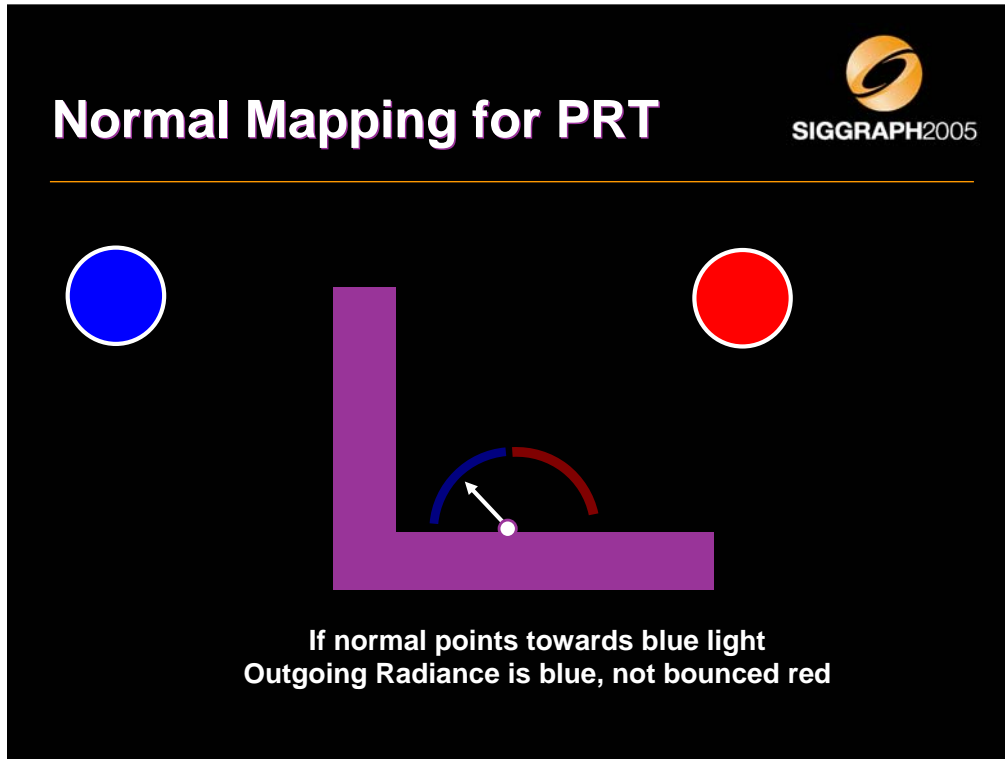 Normal Mapping for PRT
SIGGRAPH2005
If normal points towards blue light
Outgoing Radiance is blue, not bounced red